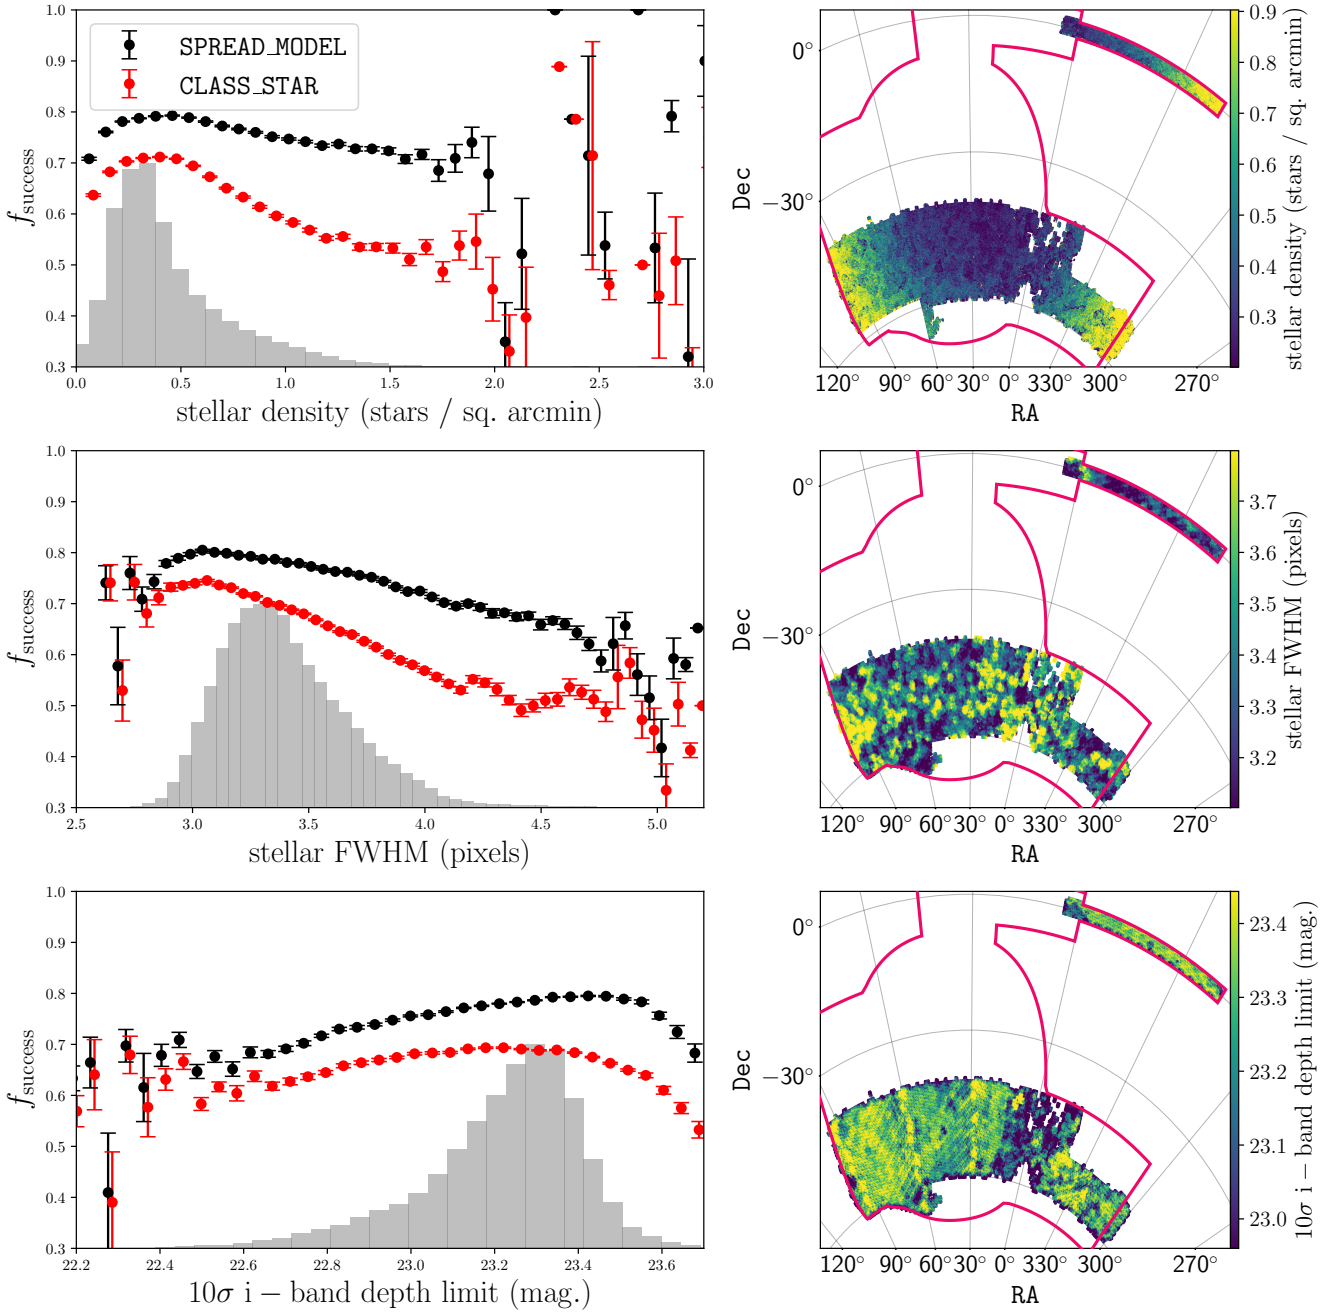 1.0
0.9
0.8
0.7
0.6
0.5
0.4
0.3
f_success
SPREAD_MODEL
CLASS_STAR
0.0 0.5 1.0 1.5 2.0 2.5 3.0
stellar density (stars / sq. arcmin)
0°
−30°
Dec
120° 90° 60° 30° 0° 330° 300° 270°
RA
0.9
0.8
0.7
0.6
0.5
0.4
0.3
stellar density (stars / sq. arcmin)
1.0
0.9
0.8
0.7
0.6
0.5
0.4
0.3
f_success
2.5 3.0 3.5 4.0 4.5 5.0
stellar FWHM (pixels)
0°
−30°
Dec
120° 90° 60° 30° 0° 330° 300° 270°
RA
3.7
3.6
3.5
3.4
3.3
3.2
stellar FWHM (pixels)
1.0
0.9
0.8
0.7
0.6
0.5
0.4
0.3
f_success
22.2 22.4 22.6 22.8 23.0 23.2 23.4 23.6
10σ i − band depth limit (mag.)
0°
−30°
Dec
120° 90° 60° 30° 0° 330° 300° 270°
RA
23.4
23.3
23.2
23.1
23.0
10σ i − band depth limit (mag.)